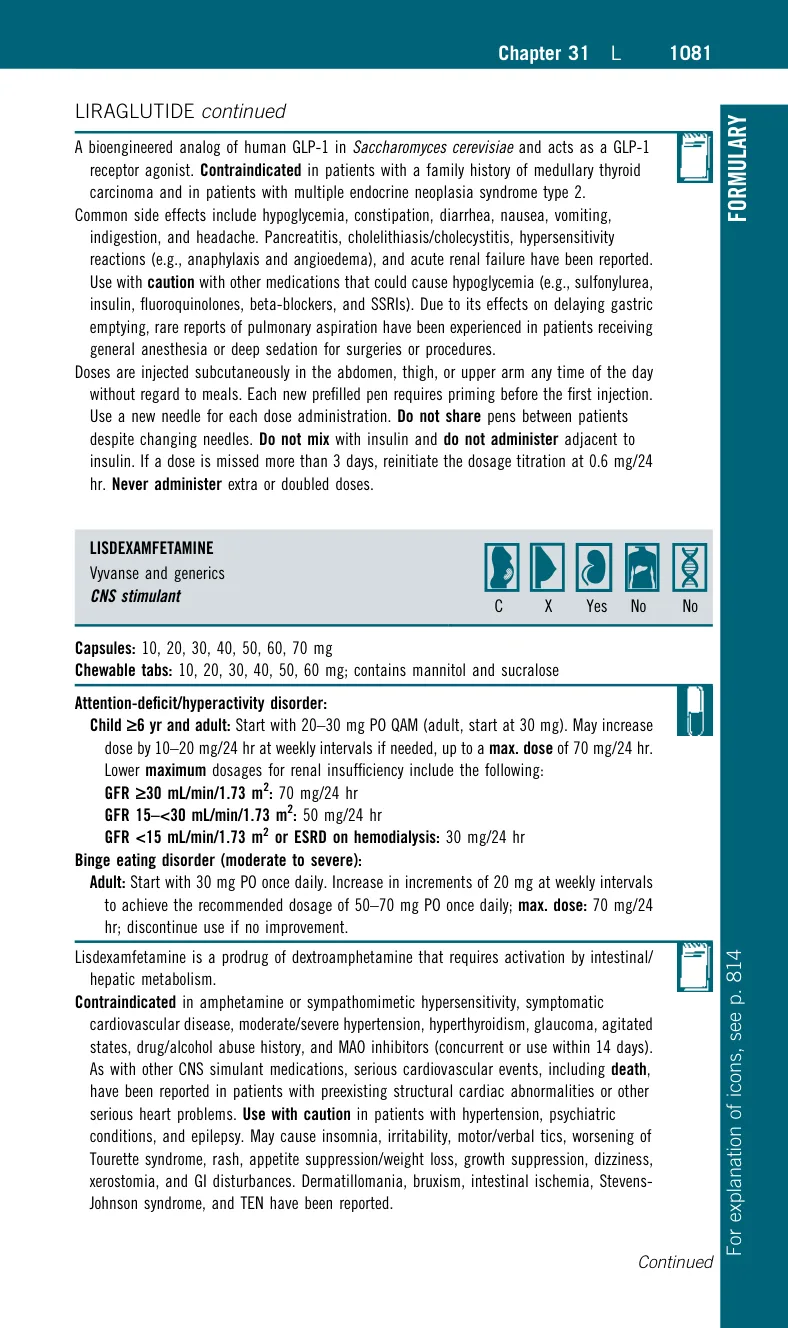 Chapter 31 L 1081
LIRAGLUTIDE continued
A bioengineered analog of human GLP-1 in Saccharomyces cerevisiae and acts as a GLP-1
receptor agonist. Contraindicated in patients with a family history of medullary thyroid
carcinoma and in patients with multiple endocrine neoplasia syndrome type 2.
Common side effects include hypoglycemia, constipation, diarrhea, nausea, vomiting,
indigestion, and headache. Pancreatitis, cholelithiasis/cholecystitis, hypersensitivity
reactions (e.g., anaphylaxis and angioedema), and acute renal failure have been reported.
Use with caution with other medications that could cause hypoglycemia (e.g., sulfonylurea,
insulin, fluoroquinolones, beta-blockers, and SSRIs). Due to its effects on delaying gastric
emptying, rare reports of pulmonary aspiration have been experienced in patients receiving
general anesthesia or deep sedation for surgeries or procedures.
Doses are injected subcutaneously in the abdomen, thigh, or upper arm any time of the day
without regard to meals. Each new prefilled pen requires priming before the first injection.
Use a new needle for each dose administration. Do not share pens between patients
despite changing needles. Do not mix with insulin and do not administer adjacent to
insulin. If a dose is missed more than 3 days, reinitiate the dosage titration at 0.6 mg/24
hr. Never administer extra or doubled doses.
LISDEXAMFETAMINE
Vyvanse and generics
CNS stimulant
C X Yes No No
Capsules: 10, 20, 30, 40, 50, 60, 70 mg
Chewable tabs: 10, 20, 30, 40, 50, 60 mg; contains mannitol and sucralose
Attention-deficit/hyperactivity disorder:
Child ≥6 yr and adult: Start with 20–30 mg PO QAM (adult, start at 30 mg). May increase
dose by 10–20 mg/24 hr at weekly intervals if needed, up to a max. dose of 70 mg/24 hr.
Lower maximum dosages for renal insufficiency include the following:
GFR ≥30 mL/min/1.73 m²: 70 mg/24 hr
GFR 15–<30 mL/min/1.73 m²: 50 mg/24 hr
GFR <15 mL/min/1.73 m² or ESRD on hemodialysis: 30 mg/24 hr
Binge eating disorder (moderate to severe):
Adult: Start with 30 mg PO once daily. Increase in increments of 20 mg at weekly intervals
to achieve the recommended dosage of 50–70 mg PO once daily; max. dose: 70 mg/24
hr; discontinue use if no improvement.
Lisdexamfetamine is a prodrug of dextroamphetamine that requires activation by intestinal/
hepatic metabolism.
Contraindicated in amphetamine or sympathomimetic hypersensitivity, symptomatic
cardiovascular disease, moderate/severe hypertension, hyperthyroidism, glaucoma, agitated
states, drug/alcohol abuse history, and MAO inhibitors (concurrent or use within 14 days).
As with other CNS simulant medications, serious cardiovascular events, including death,
have been reported in patients with preexisting structural cardiac abnormalities or other
serious heart problems. Use with caution in patients with hypertension, psychiatric
conditions, and epilepsy. May cause insomnia, irritability, motor/verbal tics, worsening of
Tourette syndrome, rash, appetite suppression/weight loss, growth suppression, dizziness,
xerostomia, and GI disturbances. Dermatillomania, bruxism, intestinal ischemia, Stevens-
Johnson syndrome, and TEN have been reported.
Continued
FORMULARY
For explanation of icons, see p. 814